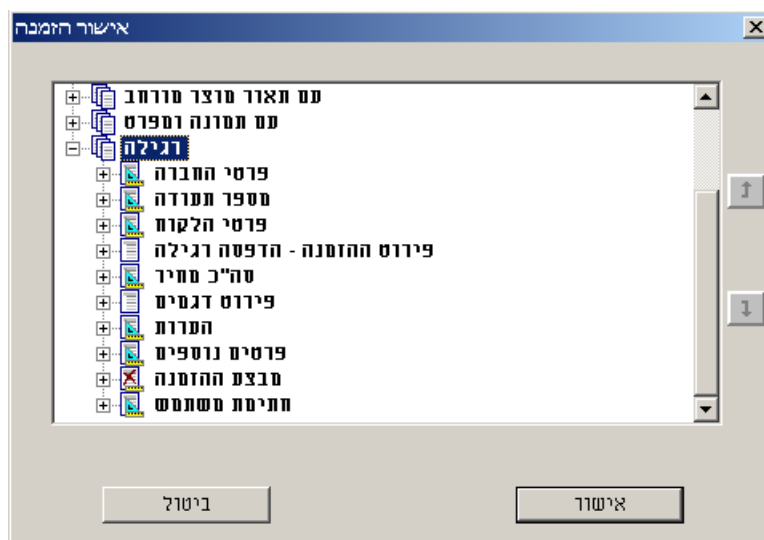 אישור הזמנה
עם תאור מוצר מורחב
עם תמונה ומפרט
רגילה
פרטי החברה
מספר תעודה
פרטי הלקוח
פירוט ההזמנה - הדפסה רגילה
סה"כ מחיר
פירוט דגמים
הערות
פרטים נוספים
מבצע ההזמנה
חתימת משתמש
ביטול
אישור